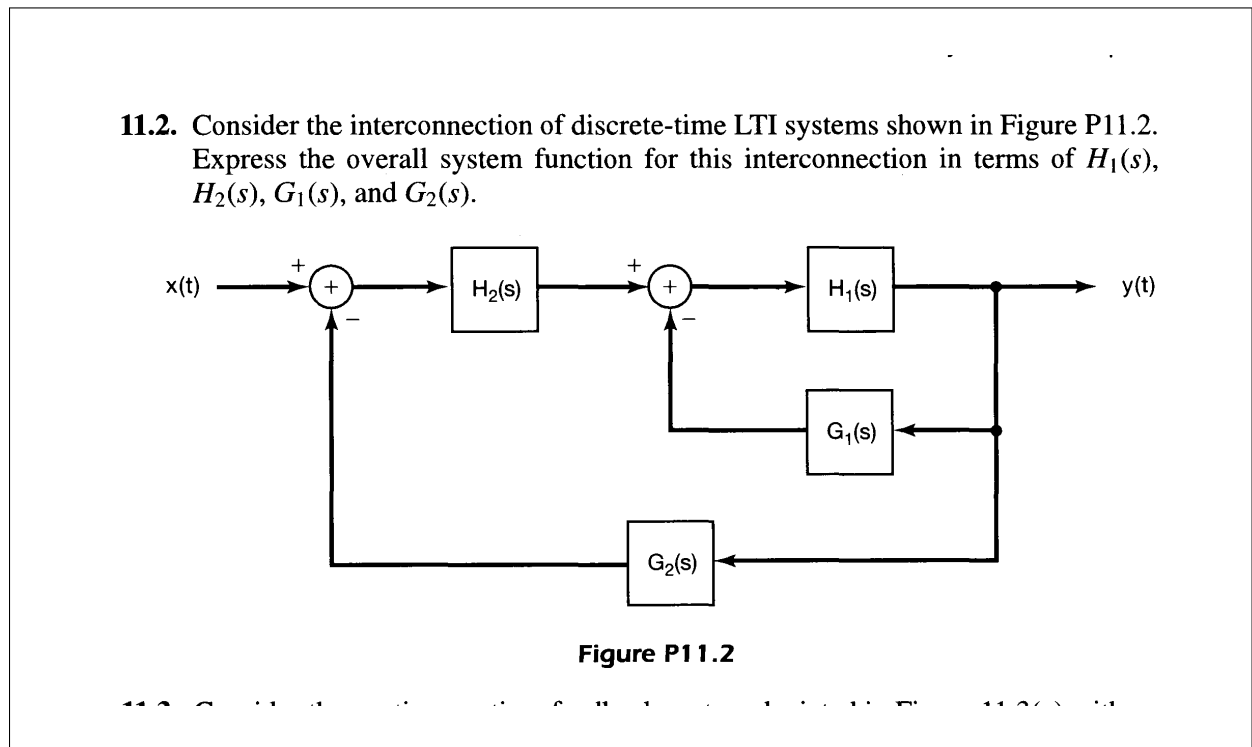 11.2. Consider the interconnection of discrete-time LTI systems shown in Figure P11.2.
Express the overall system function for this interconnection in terms of H₁(s),
H₂(s), G₁(s), and G₂(s).
x(t) + + − H₂(s) + + − H₁(s) y(t)
G₁(s)
G₂(s)
Figure P11.2